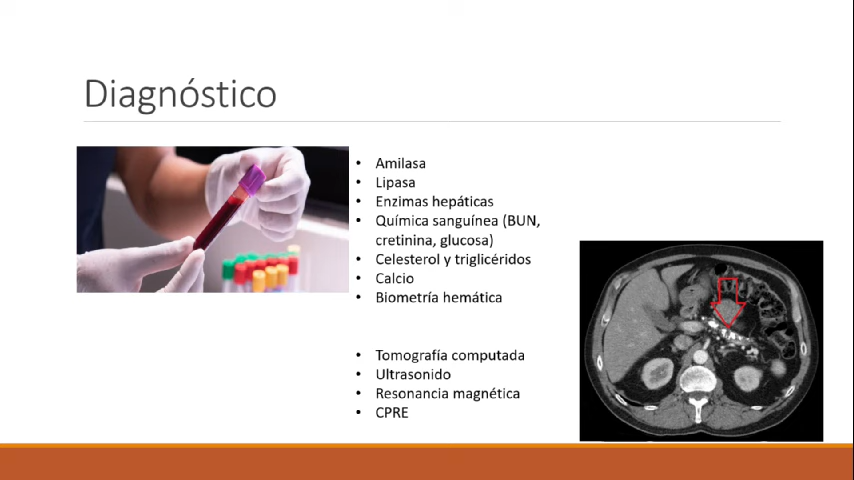 Diagnóstico
• Amilasa
• Lipasa
• Enzimas hepáticas
• Química sanguínea (BUN,
cretinina, glucosa)
• Celesterol y triglicéridos
• Calcio
• Biometría hemática
• Tomografía computada
• Ultrasonido
• Resonancia magnética
• CPRE